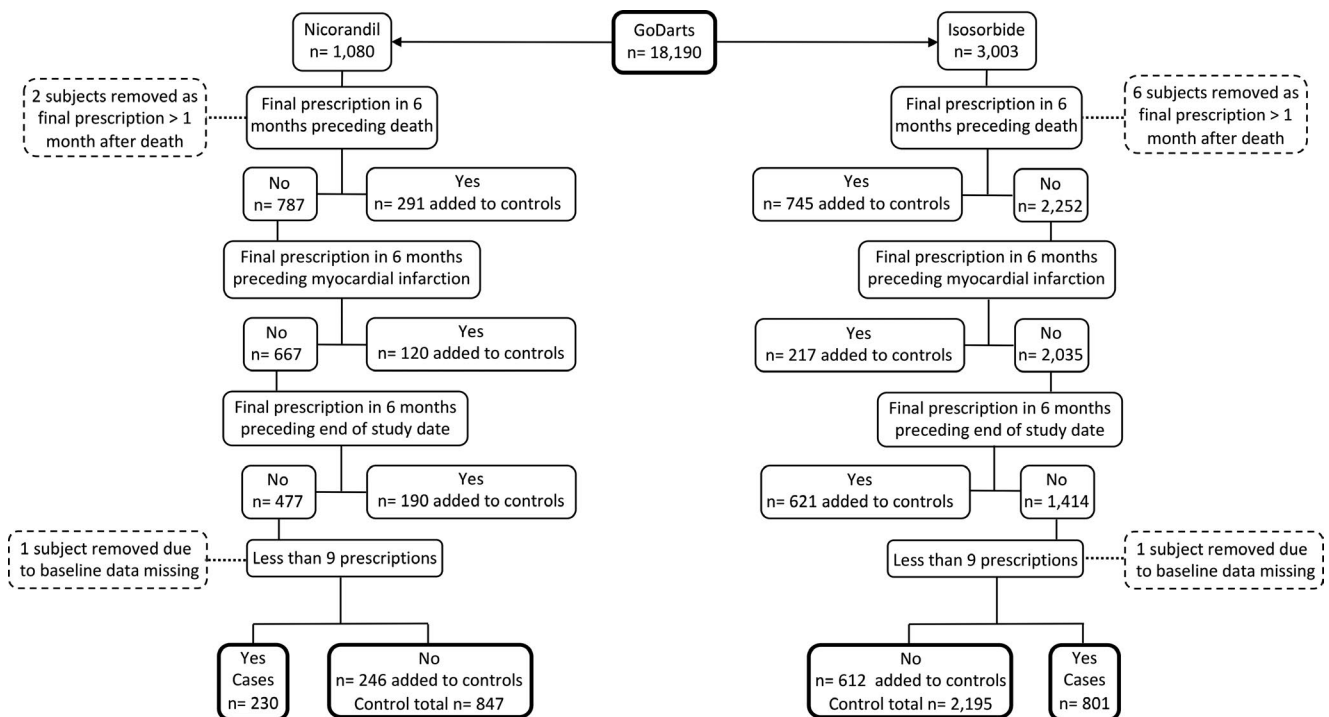 Nicorandil
n= 1,080
GoDarts
n= 18,190
Isosorbide
n= 3,003
2 subjects removed as
final prescription > 1
month after death
Final prescription in 6
months preceding death
Final prescription in 6
months preceding death
6 subjects removed as
final prescription > 1
month after death
No
n= 787
Yes
n= 291 added to controls
Yes
n= 745 added to controls
No
n= 2,252
Final prescription in 6 months
preceding myocardial infarction
Final prescription in 6 months
preceding myocardial infarction
No
n= 667
Yes
n= 120 added to controls
Yes
n= 217 added to controls
No
n= 2,035
Final prescription in 6 months
preceding end of study date
Final prescription in 6 months
preceding end of study date
No
n= 477
Yes
n= 190 added to controls
Yes
n= 621 added to controls
No
n= 1,414
1 subject removed due
to baseline data missing
Less than 9 prescriptions
Less than 9 prescriptions
1 subject removed due
to baseline data missing
Yes
Cases
n= 230
No
n= 246 added to controls
Control total n= 847
No
n= 612 added to controls
Control total n= 2,195
Yes
Cases
n= 801